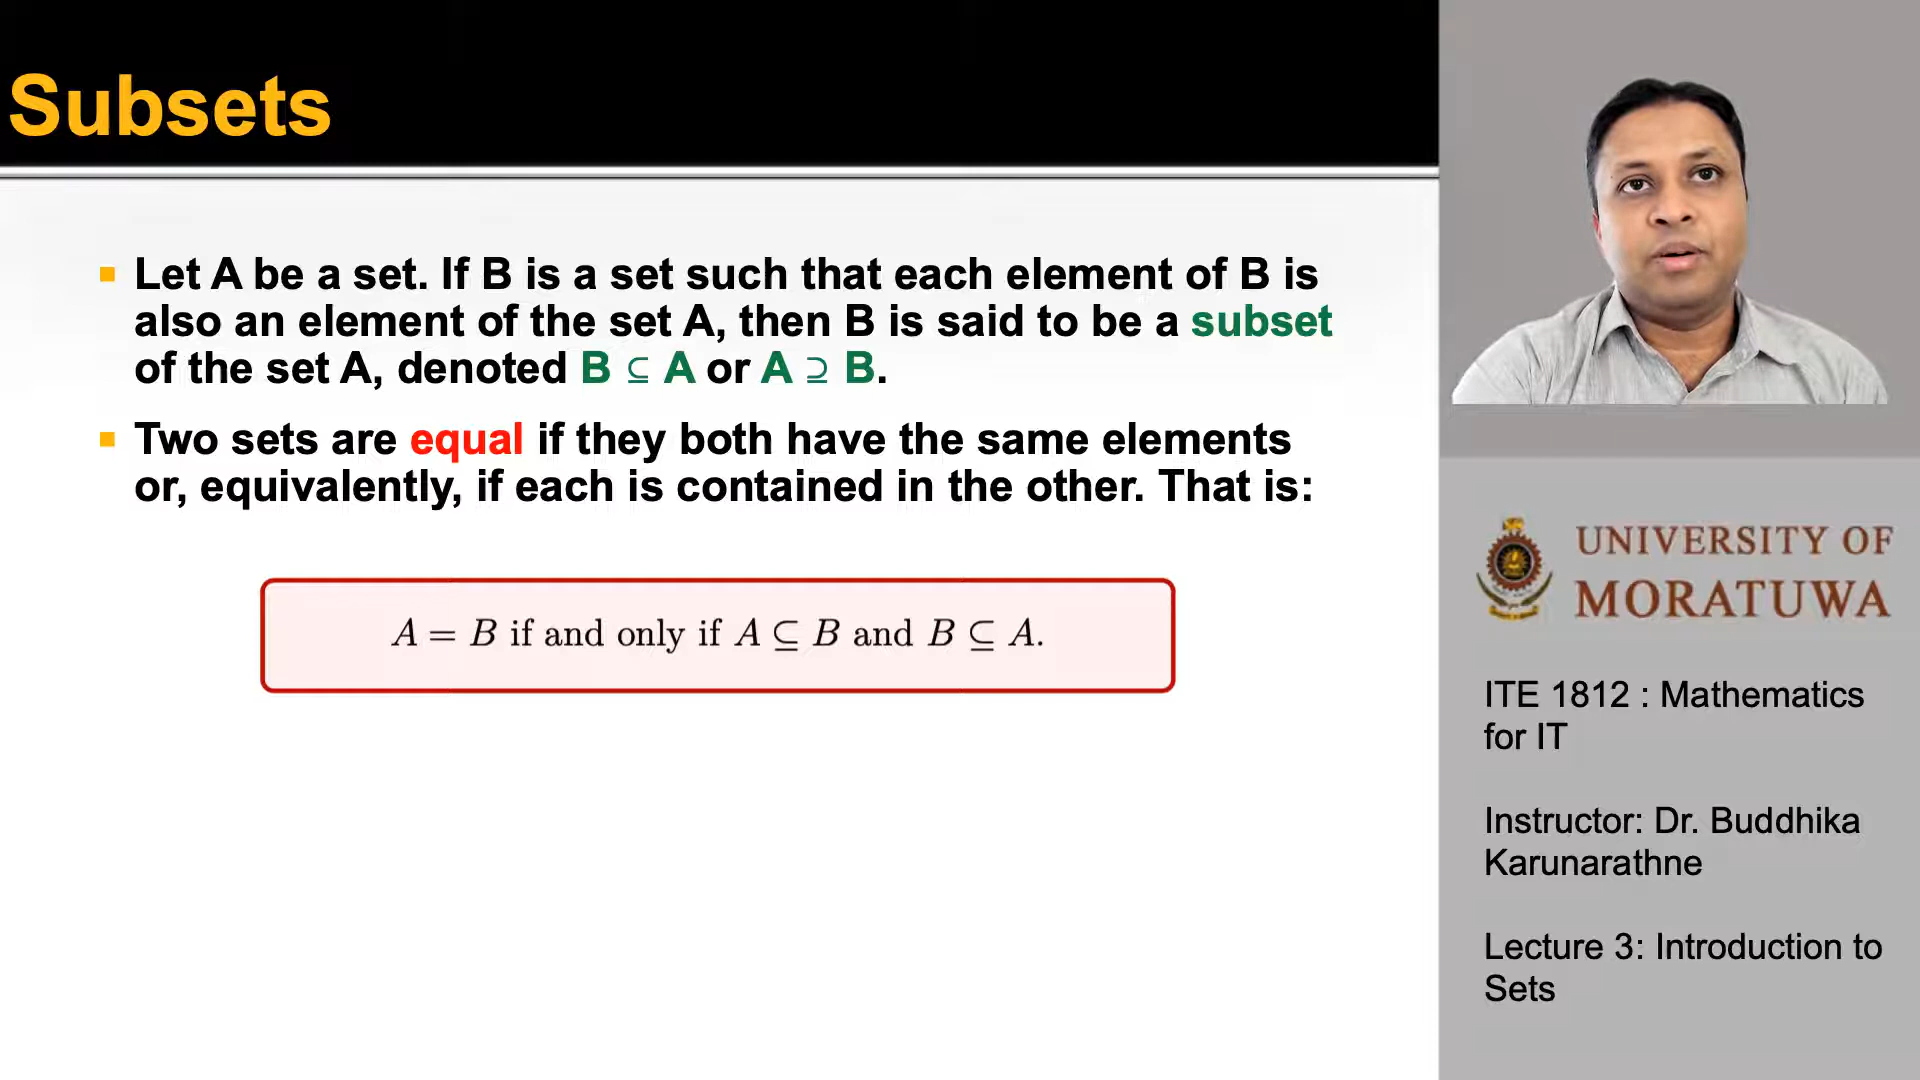 Subsets
▪ Let A be a set. If B is a set such that each element of B is
also an element of the set A, then B is said to be a subset
of the set A, denoted B ⊆ A or A ⊇ B.
▪ Two sets are equal if they both have the same elements
or, equivalently, if each is contained in the other. That is:
A = B if and only if A ⊆ B and B ⊆ A.
UNIVERSITY OF
MORATUWA
ITE 1812 : Mathematics
for IT
Instructor: Dr. Buddhika
Karunarathne
Lecture 3: Introduction to
Sets